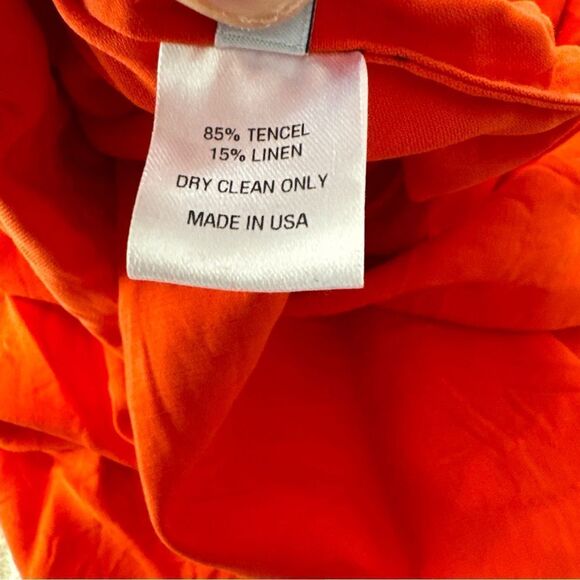 85% TENCEL
15% LINEN
DRY CLEAN ONLY
MADE IN USA